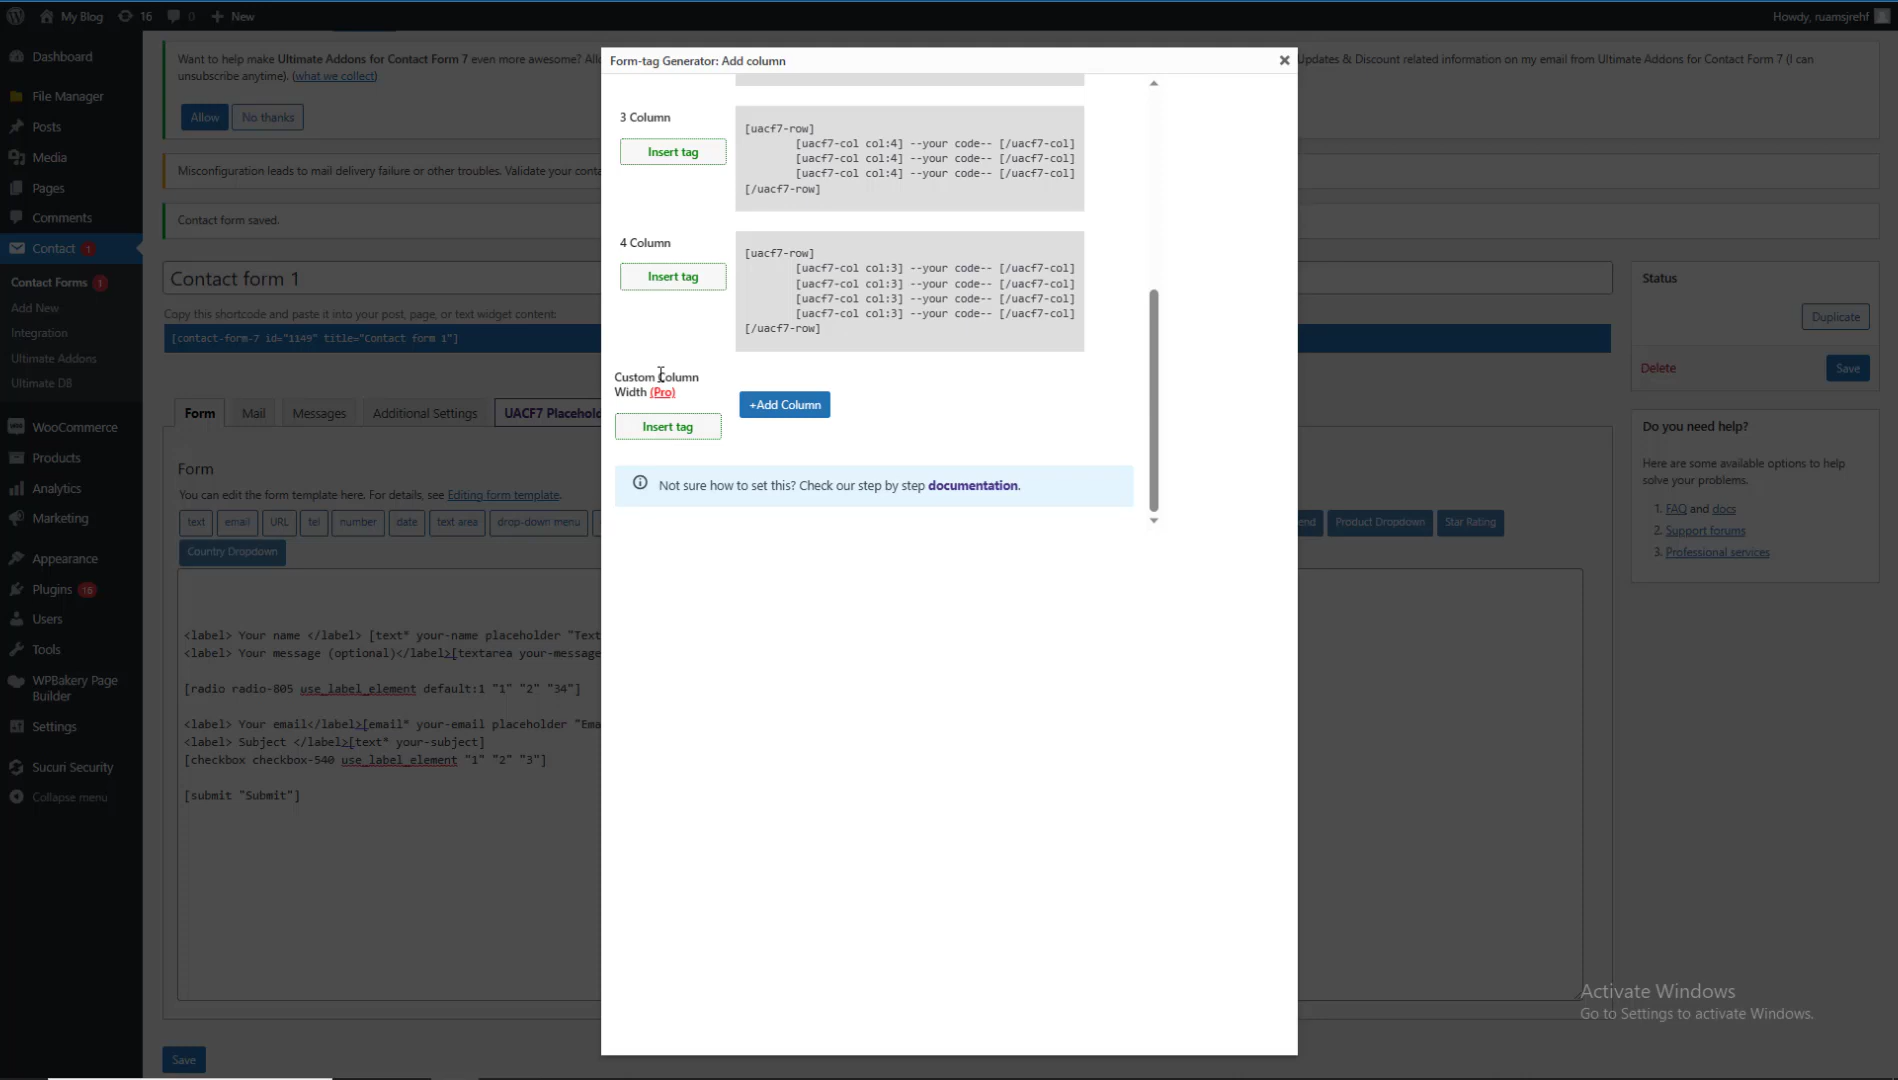 My Blog
16
0
New
Howdy, ruamsjrehf
Dashboard
File Manager
Posts
Media
Pages
Comments
Contact 1
Contact Forms 1
Add New
Integration
Ultimate Addons
Ultimate DB
WooCommerce
Products
Analytics
Marketing
Appearance
Plugins 16
Users
Tools
WPBakery Page
Builder
Settings
Sucuri Security
Collapse menu
Want to help make Ultimate Addons for Contact Form 7 even more awesome?
Updates & Discount related information on my email from Ultimate Addons for Contact Form 7 (I can
unsubscribe anytime). (what we collect)
Allow
No thanks
Misconfiguration leads to mail delivery failure or other troubles. Validate your
Contact form saved.
Contact form 1
Copy this shortcode and paste it into your post, page, or text widget content:
[contact-form-7 id="1149" title="Contact form 1"]
Form
Mail
Messages
Additional Settings
UACF7
Form
You can edit the form template here. For details, see Editing form template.
text
email
URL
tel
number
date
text area
drop-down menu
Product Dropdown
Star Rating
Country Dropdown
<label> Your name </label> [text* your-name placeholder "Text
<label> Your message (optional)</label>[textarea your-message
[radio radio-805 use_label_element default:1 "1" "2" "34"]
<label> Your email</label>[email* your-email placeholder "Ema
<label> Subject </label>[text* your-subject]
[checkbox checkbox-540 use_label_element "1" "2" "3"]
[submit "Submit"]
Save
Form-tag Generator: Add column
3 Column
Insert tag
[uacf7-row]
[uacf7-col col:4] --your code-- [/uacf7-col]
[uacf7-col col:4] --your code-- [/uacf7-col]
[uacf7-col col:4] --your code-- [/uacf7-col]
[/uacf7-row]
4 Column
Insert tag
[uacf7-row]
[uacf7-col col:3] --your code-- [/uacf7-col]
[uacf7-col col:3] --your code-- [/uacf7-col]
[uacf7-col col:3] --your code-- [/uacf7-col]
[uacf7-col col:3] --your code-- [/uacf7-col]
[/uacf7-row]
Custom Column
Width (Pro)
+Add Column
Insert tag
Not sure how to set this? Check our step by step documentation.
Status
Duplicate
Delete
Save
Do you need help?
Here are some available options to help
solve your problems.
1. FAQ and docs
2. Support forums
3. Professional services
Activate Windows
Go to Settings to activate Windows.